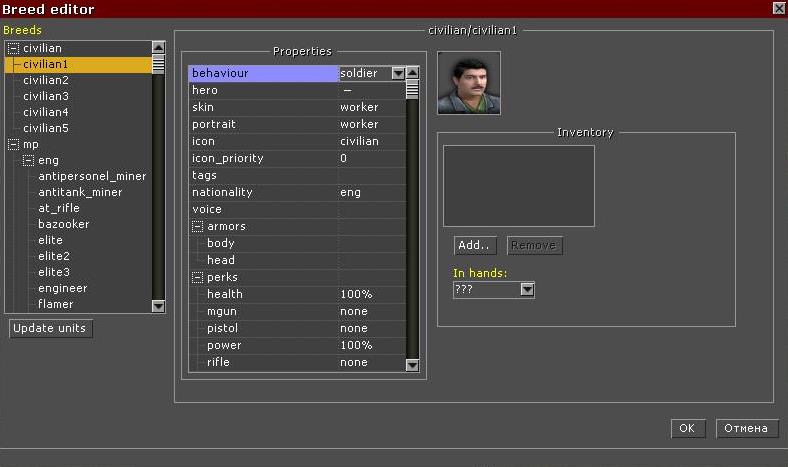 Breed editor
Breeds
civilian
civilian1
civilian2
civilian3
civilian4
civilian5
mp
eng
antipersonel_miner
antitank_miner
at_rifle
bazooker
elite
elite2
elite3
engineer
flamer
Update units
civilian/civilian1
Properties
behaviour soldier
hero —
skin worker
portrait worker
icon civilian
icon_priority 0
tags
nationality eng
voice
armors
body
head
perks
health 100%
mgun none
pistol none
power 100%
rifle none
Inventory
Add.. Remove
In hands:
???
OK Отмена